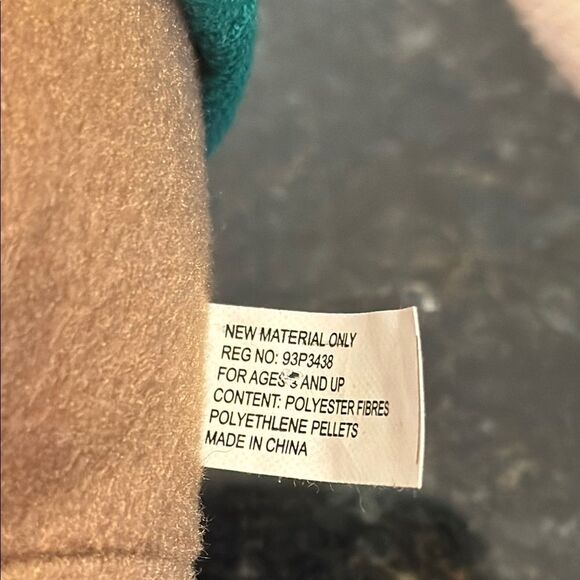 NEW MATERIAL ONLY
REG NO: 93P3438
FOR AGES 3 AND UP
CONTENT: POLYESTER FIBRES
POLYETHLENE PELLETS
MADE IN CHINA